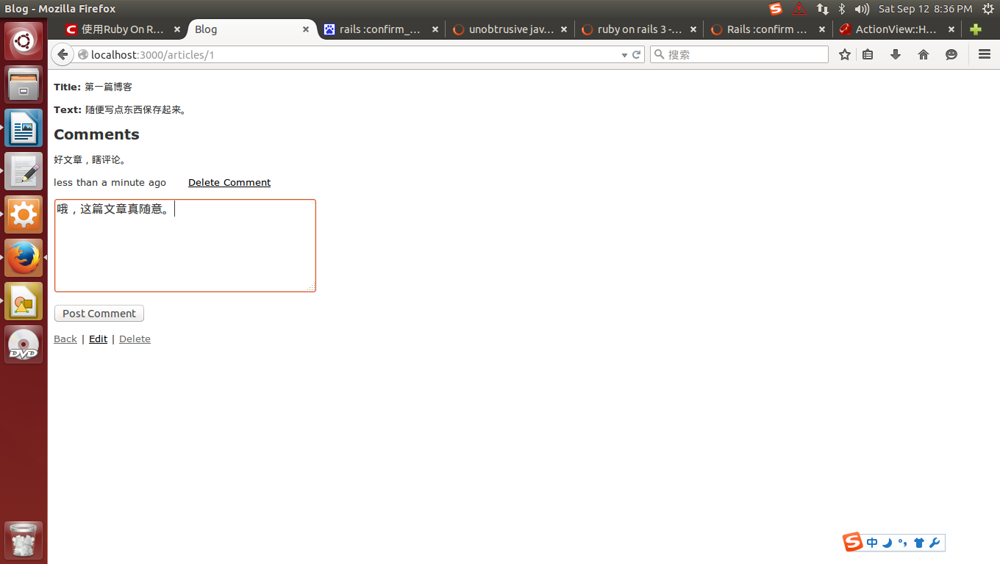 Blog - Mozilla Firefox
Sat Sep 12 8:36 PM
使用Ruby On R...
Blog
rails :confirm_...
unobtrusive jav...
ruby on rails 3 -...
Rails :confirm ...
ActionView::H...
localhost:3000/articles/1
搜索
Title: 第一篇博客
Text: 随便写点东西保存起来。
Comments
好文章，瞎评论。
less than a minute ago Delete Comment
哦，这篇文章真随意。
Post Comment
Back | Edit | Delete
DVD
S 中